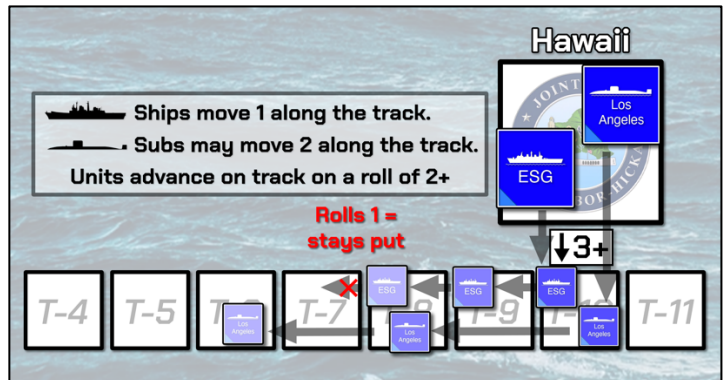 Hawaii
JOINT
Los
Angeles
ESG
HICK
Ships move 1 along the track.
Subs may move 2 along the track.
Units advance on track on a roll of 2+
Rolls 1 =
stays put
3+
T-4
T-5
Los
Angeles
T-7
ESG
Los
Angeles
ESG
T-9
ESG
Los
Angeles
T-11